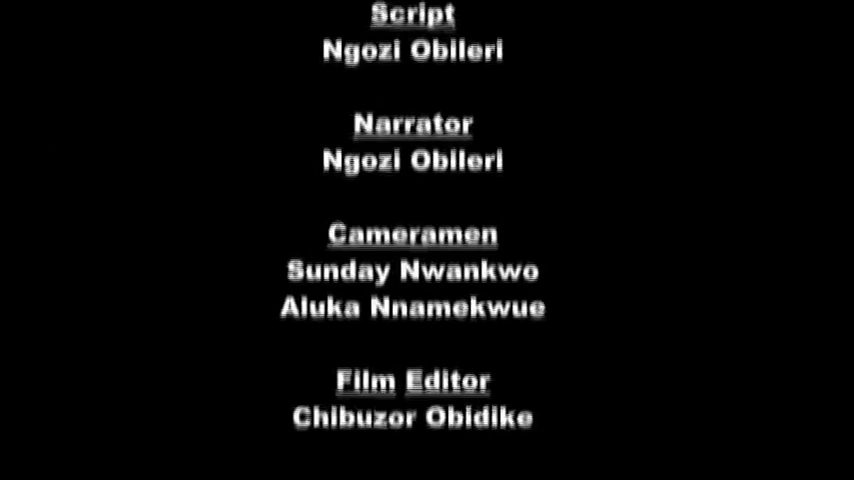 Script
Ngozi Obileri
Narrator
Ngozi Obileri
Cameramen
Sunday Nwankwo
Aluka Nnamekwue
Film Editor
Chibuzor Obidike